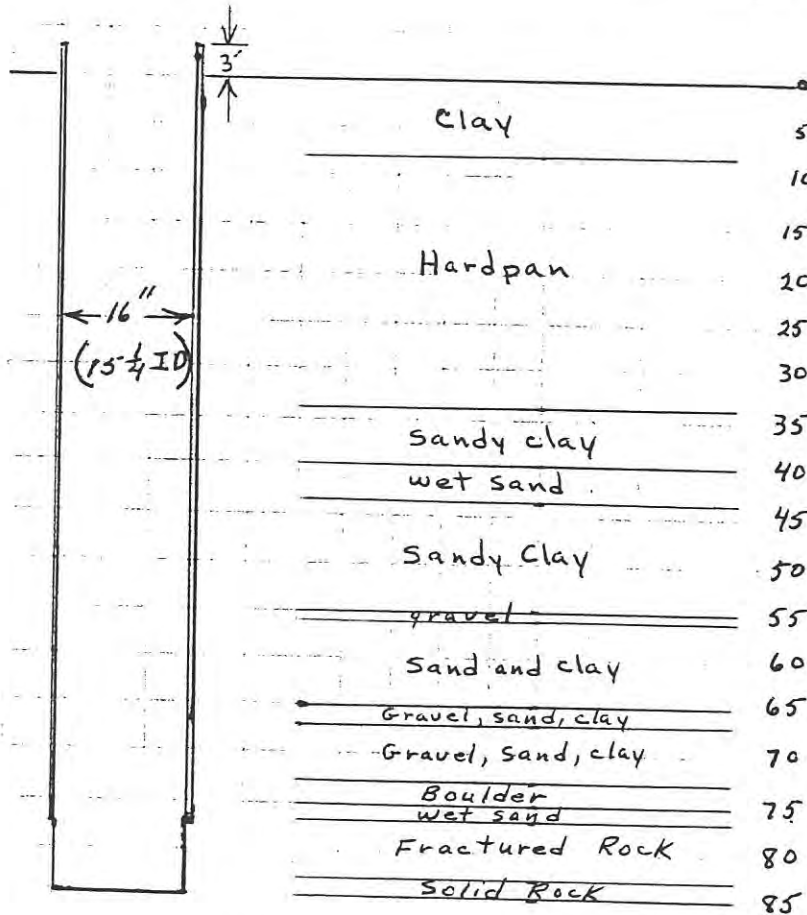 3'
0
Clay
5
10
15
Hardpan
20
16"
25
(15-1/4 ID)
30
35
Sandy clay
40
wet sand
45
Sandy Clay
50
gravel
55
Sand and clay
60
65
Gravel, sand, clay
Gravel, Sand, clay
70
Boulder
75
wet sand
Fractured Rock
80
Solid Rock
85